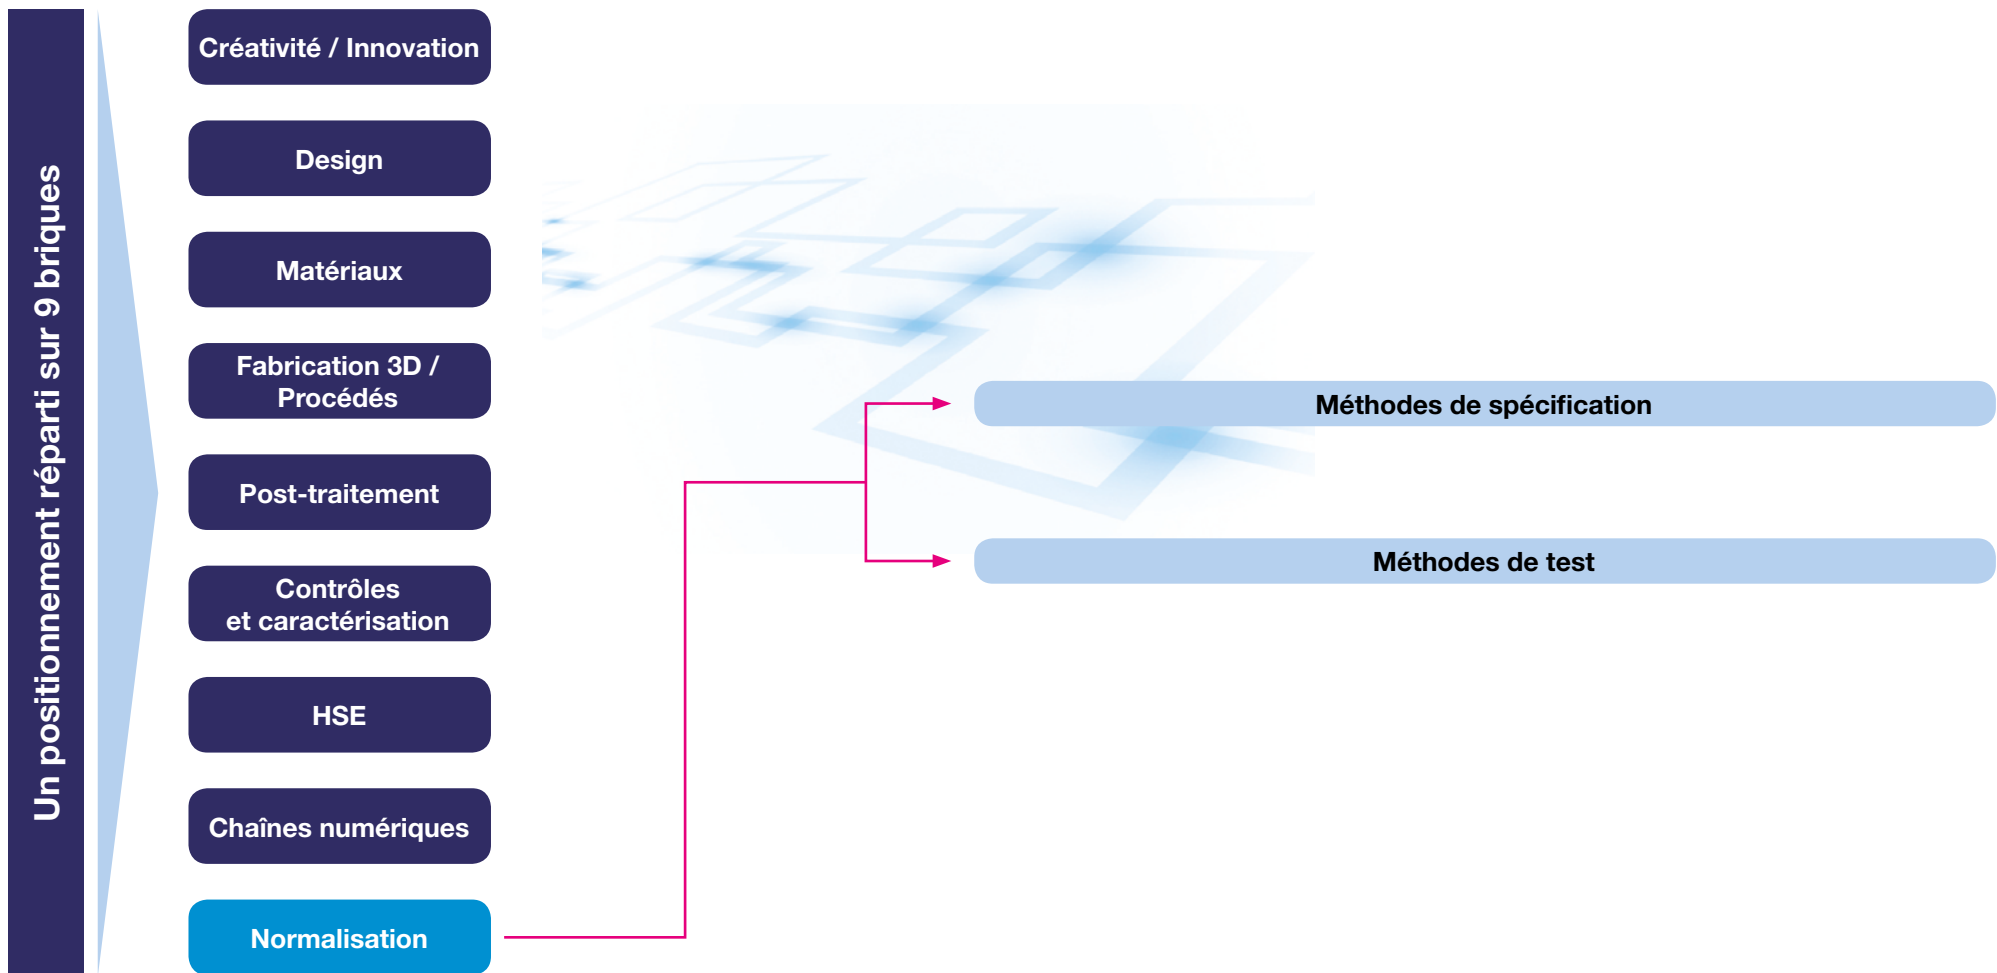 Un positionnement réparti sur 9 briques
Créativité / Innovation
Design
Matériaux
Fabrication 3D /
Procédés
Post-traitement
Contrôles
et caractérisation
HSE
Chaînes numériques
Normalisation
Méthodes de spécification
Méthodes de test